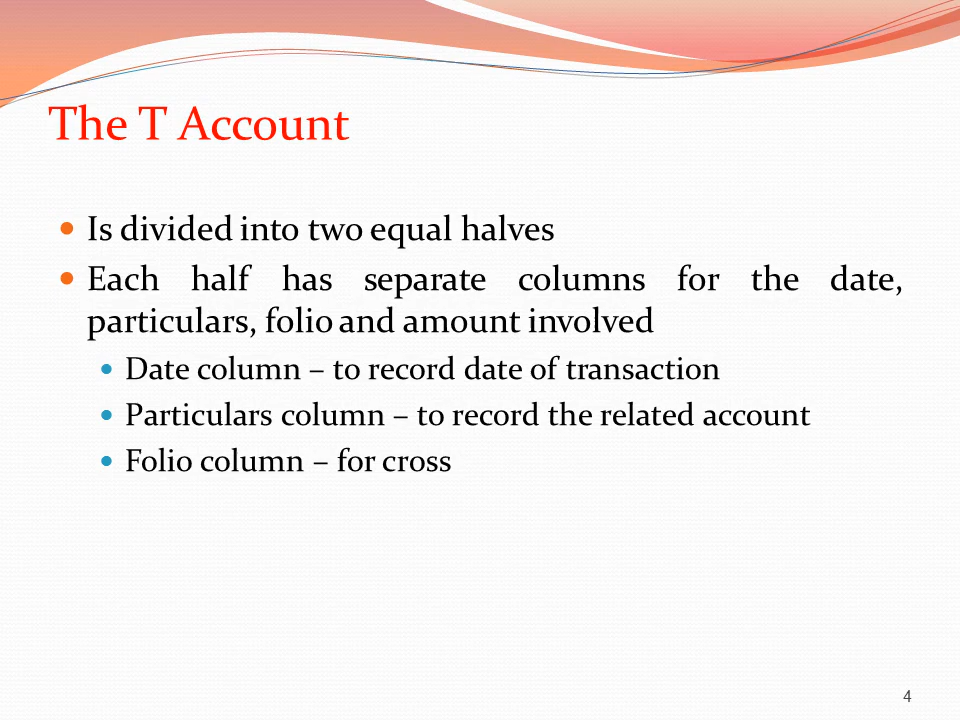 The T Account
Is divided into two equal halves
Each half has separate columns for the date,
particulars, folio and amount involved
Date column – to record date of transaction
Particulars column – to record the related account
Folio column – for cross
4